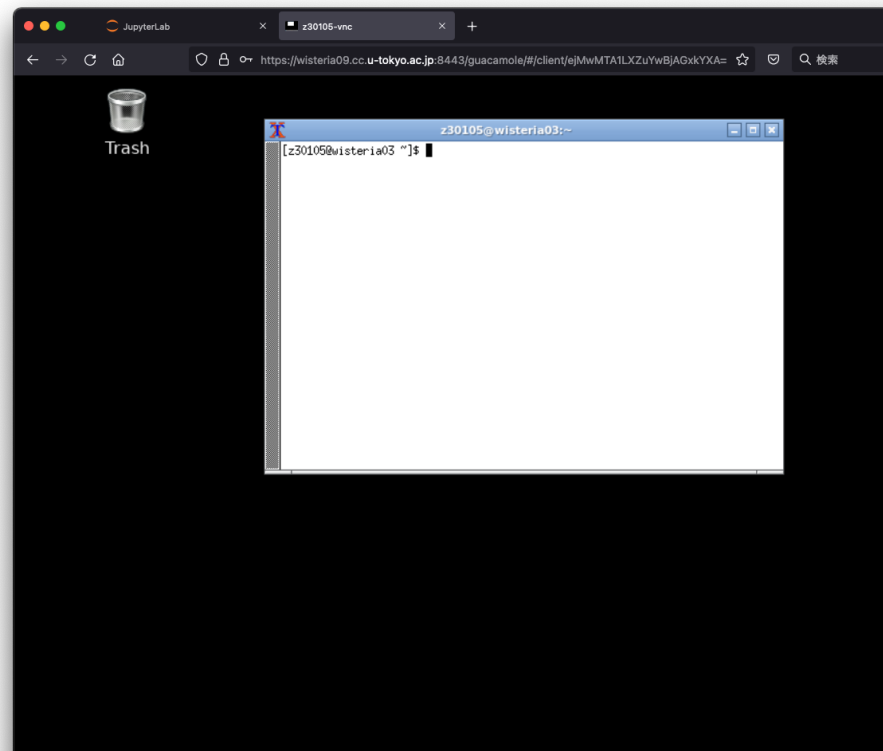 JupyterLab
z30105-vnc
https://wisteria09.cc.u-tokyo.ac.jp:8443/guacamole/#/client/ejMwMTA1LXZuYwBjAGxkYXA=
検索
Trash
z30105@wisteria03:~
[z30105@wisteria03 ~]$